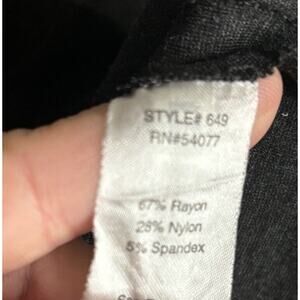 STYLE# 649
RN#54077
67% Rayon
28% Nylon
5% Spandex